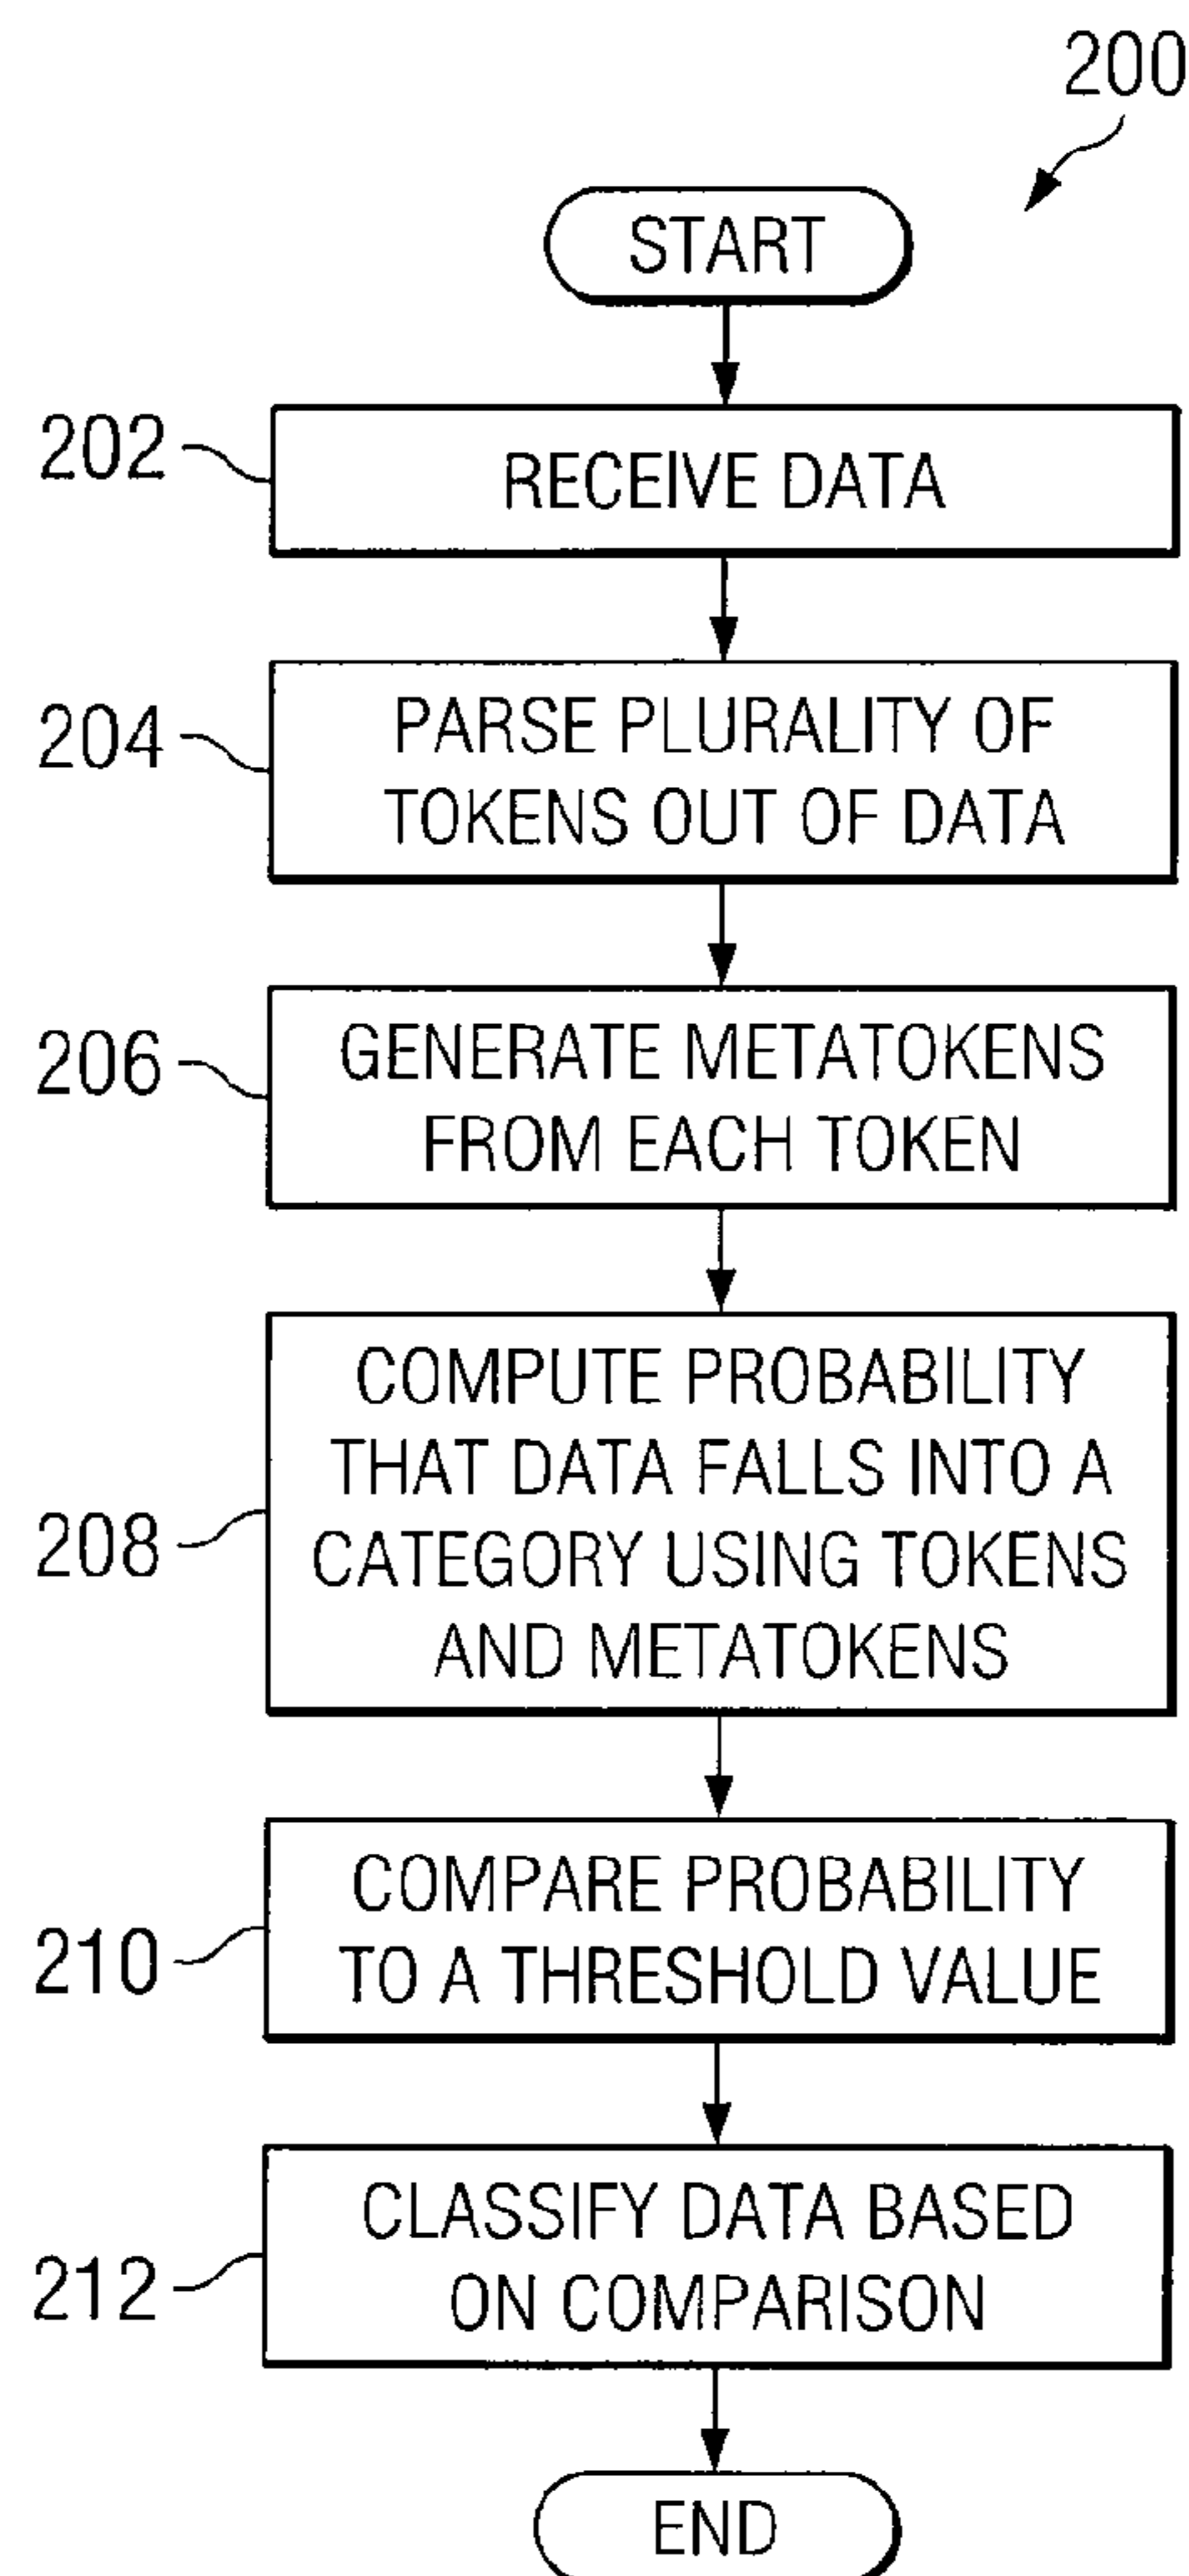 200
START
202
RECEIVE DATA
204
PARSE PLURALITY OF
TOKENS OUT OF DATA
206
GENERATE METATOKENS
FROM EACH TOKEN
208
COMPUTE PROBABILITY
THAT DATA FALLS INTO A
CATEGORY USING TOKENS
AND METATOKENS
210
COMPARE PROBABILITY
TO A THRESHOLD VALUE
212
CLASSIFY DATA BASED
ON COMPARISON
END